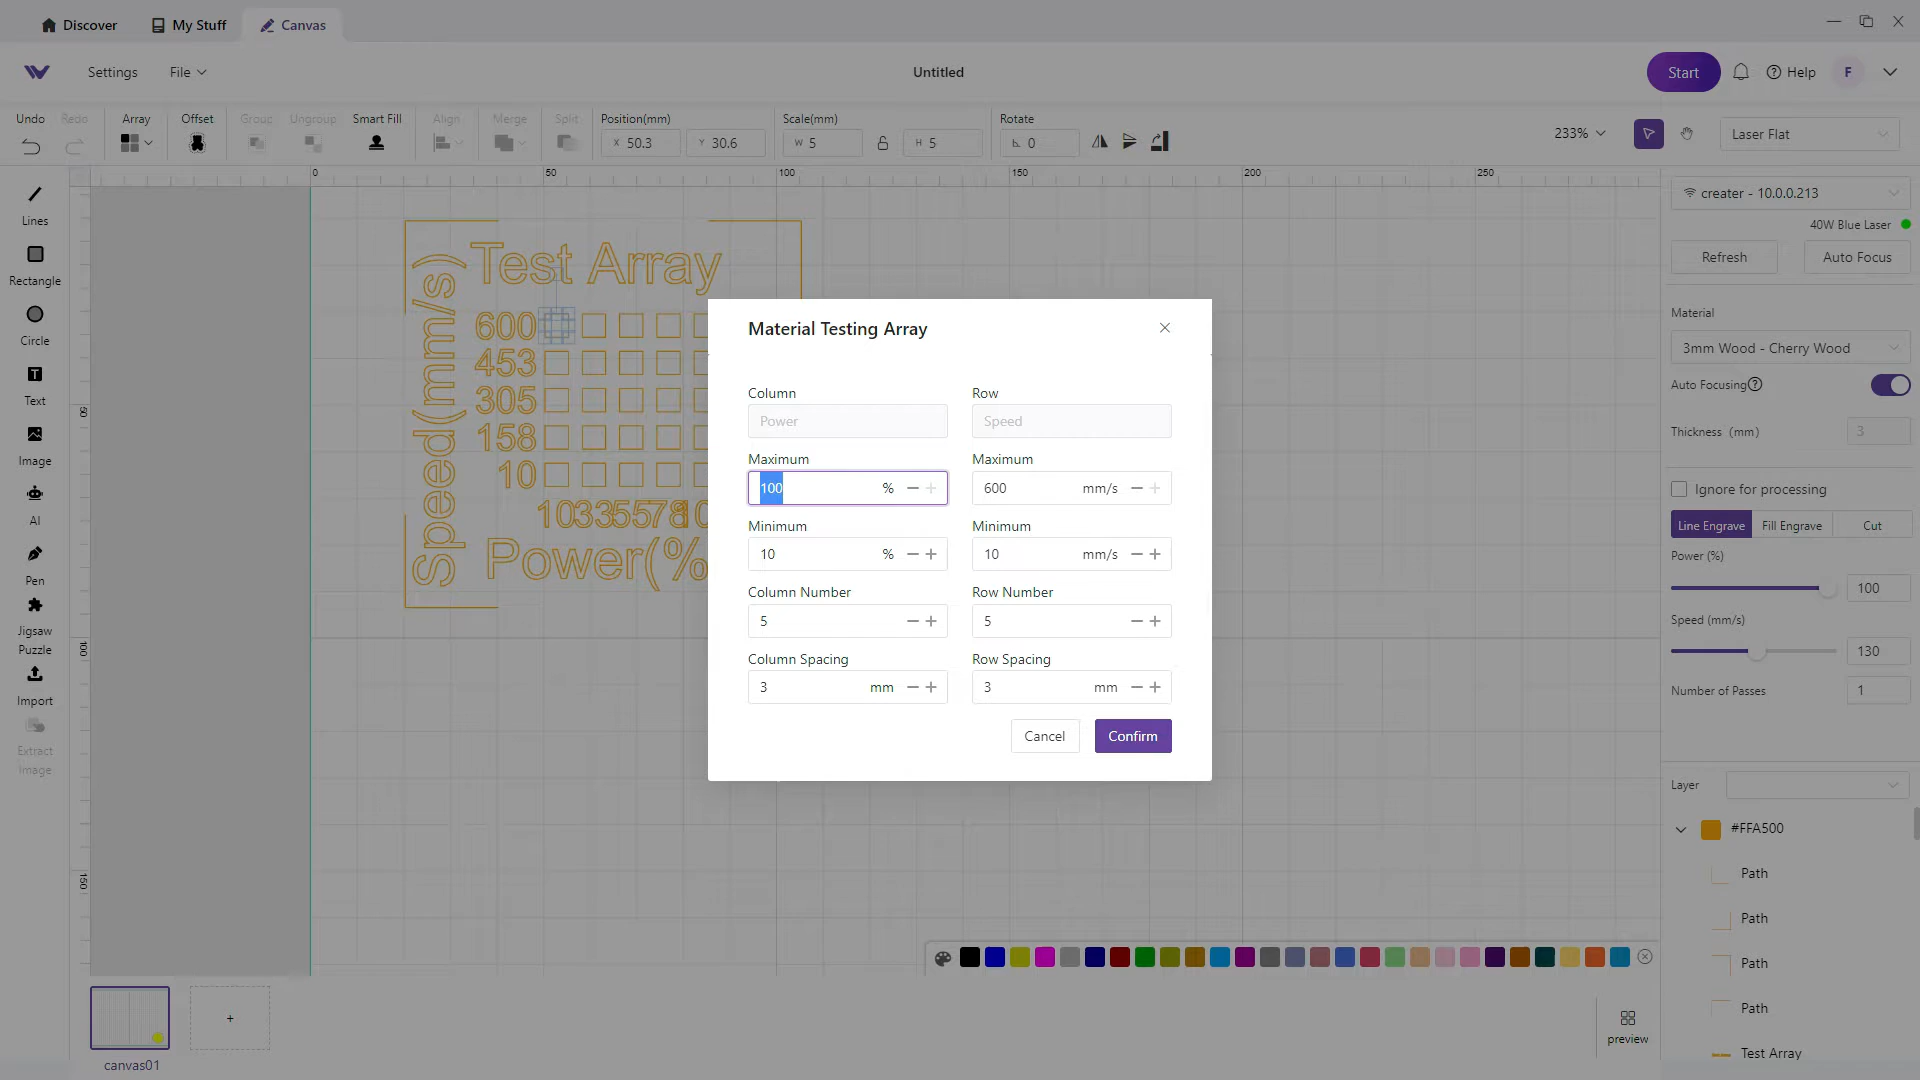 Discover My Stuff Canvas
Settings File Untitled Start Help F
Undo Redo Array Offset Group Ungroup Smart Fill Align Merge Split Position(mm) Scale(mm) Rotate
X 50.3 Y 30.6 W 5 H 5 0 233% Laser Flat
0 50 100 150 200 250
50
100
150
Lines
Rectangle
Circle
Text
Image
AI
Pen
Jigsaw
Puzzle
Import
Extract
Image
Test Array
Speed(mm/s)
600
453
305
158
10
Power(%
Material Testing Array
Column Row
Power Speed
Maximum Maximum
100 % 600 mm/s
Minimum Minimum
10 % 10 mm/s
Column Number Row Number
5 5
Column Spacing Row Spacing
3 mm 3 mm
Cancel Confirm
creater - 10.0.0.213
40W Blue Laser
Refresh Auto Focus
Material
3mm Wood - Cherry Wood
Auto Focusing
Thickscness (mm) 3
Ignore for processing
Line Engrave Fill Engrave Cut
Power (%)
100
Speed (mm/s)
130
Number of Passes 1
Layer
#FFA500
Path
Path
Path
Path
Test Array
+
canvas01
preview